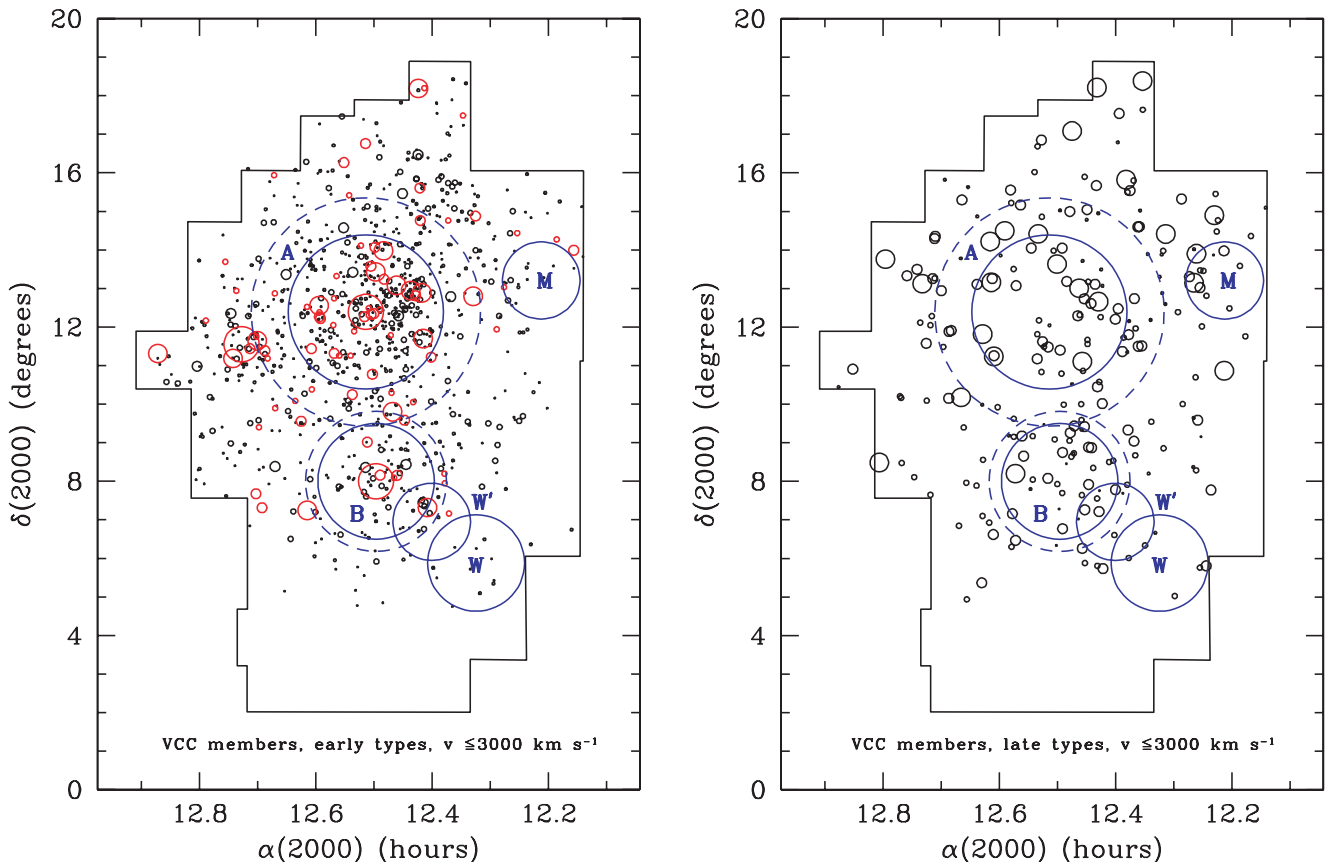 20
16
12
8
4
0
δ(2000) (degrees)
A
M
B
W'
W
VCC members, early types, v ≦3000 km s⁻¹
12.8
12.6
12.4
12.2
α(2000) (hours)
20
16
12
8
4
0
δ(2000) (degrees)
A
M
B
W'
W
VCC members, late types, v ≦3000 km s⁻¹
12.8
12.6
12.4
12.2
α(2000) (hours)